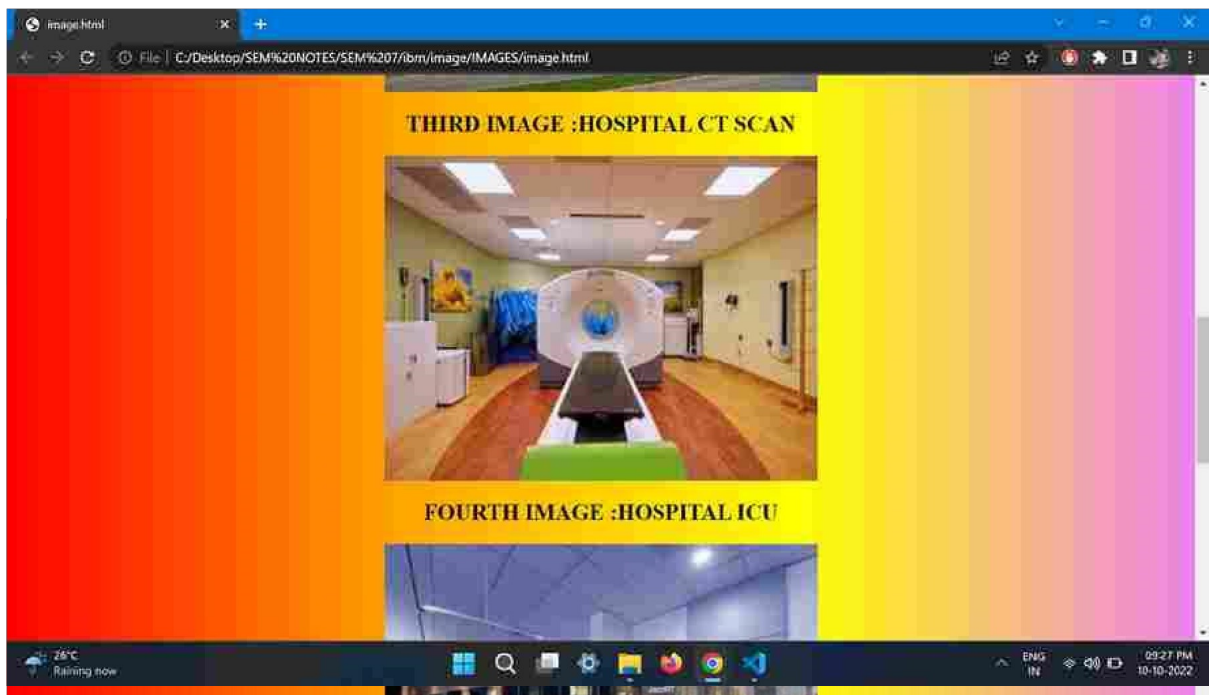 image.html
File | C:/Desktop/SEM%20NOTES/SEM%207/ibm/image/IMAGES/image.html
THIRD IMAGE :HOSPITAL CT SCAN
FOURTH IMAGE :HOSPITAL ICU
26°C
Raining now
ENG
IN
09:27 PM
10-10-2022